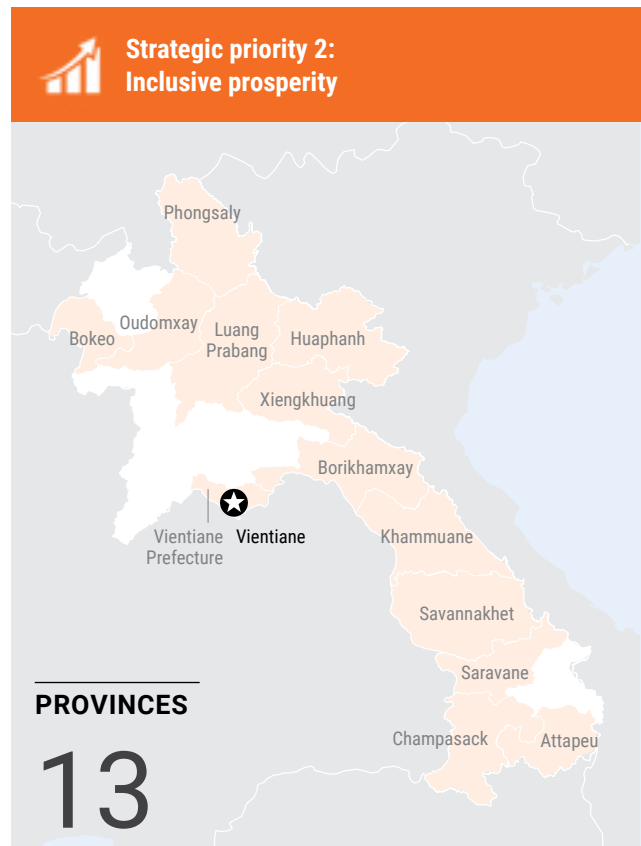 Strategic priority 2:
Inclusive prosperity
Phongsaly
Oudomxay
Bokeo
Luang
Prabang
Huaphanh
Xiengkhuang
Borikhamxay
Vientiane
Prefecture
Vientiane
Khammuane
Savannakhet
Saravane
Champasack
Attapeu
PROVINCES
13